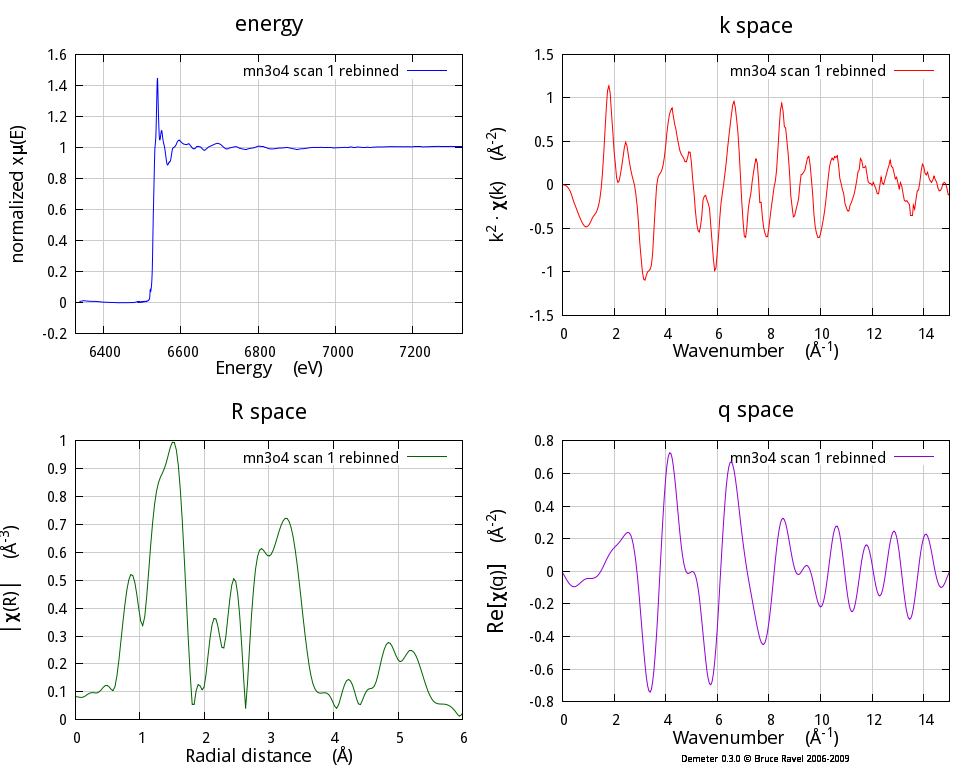 energy
normalized xμ(E)
1.6
1.4
1.2
1
0.8
0.6
0.4
0.2
0
-0.2
mn3o4 scan 1 rebinned
6400 6600 6800 7000 7200
Energy (eV)
k space
k² · χ(k) (Å⁻²)
1.5
1
0.5
0
-0.5
-1
-1.5
mn3o4 scan 1 rebinned
0 2 4 6 8 10 12 14
Wavenumber (Å⁻¹)
R space
|χ(R)| (Å⁻³)
1
0.9
0.8
0.7
0.6
0.5
0.4
0.3
0.2
0.1
0
mn3o4 scan 1 rebinned
0 1 2 3 4 5 6
Radial distance (Å)
q space
Re[χ(q)] (Å⁻²)
0.8
0.6
0.4
0.2
0
-0.2
-0.4
-0.6
-0.8
mn3o4 scan 1 rebinned
0 2 4 6 8 10 12 14
Wavenumber (Å⁻¹)
Demeter 0.3.0 © Bruce Ravel 2006-2009